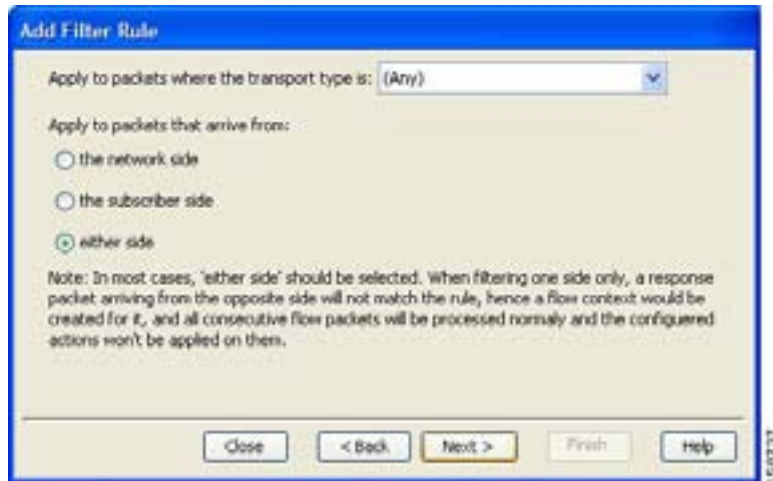 Add Filter Rule
Apply to packets where the transport type is: (Any)
Apply to packets that arrive from:
the network side
the subscriber side
either side
Note: In most cases, 'either side' should be selected. When filtering one side only, a response
packet arriving from the opposite side will not match the rule, hence a flow context would be
created for it, and all consecutive flow packets will be processed normaly and the configuered
actions won't be applied on them.
Close < Back Next > Finish Help